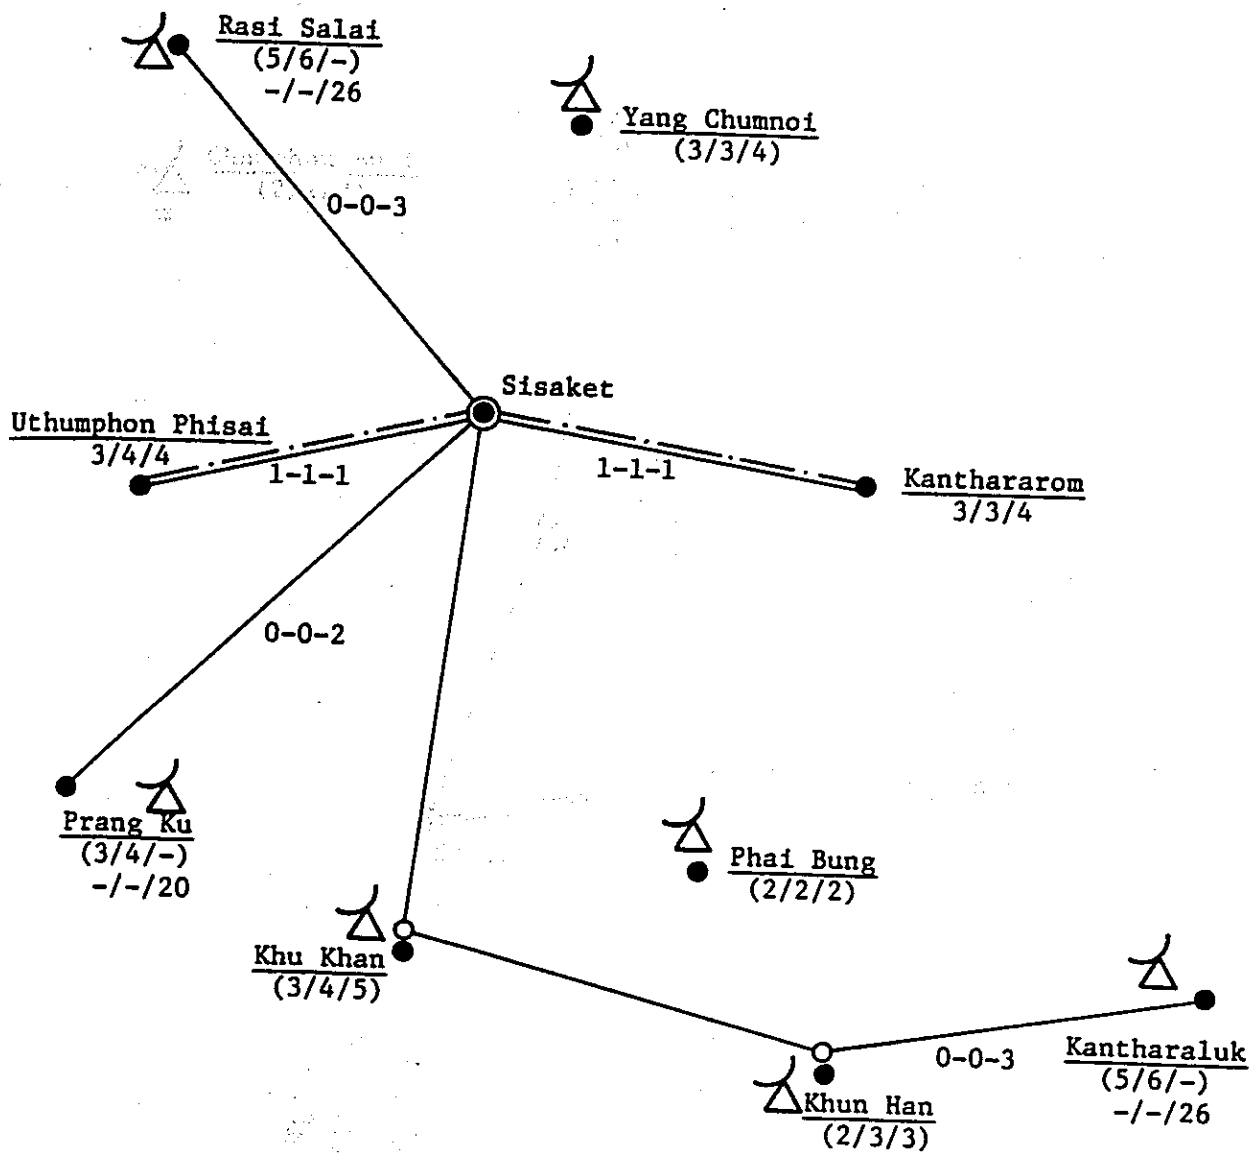 Rasi Salai
(5/6/-)
-/-/26
Yang Chumnoi
(3/3/4)
0-0-3
Sisaket
Uthumphon Phisai
3/4/4
1-1-1
1-1-1
Kanthararom
3/3/4
0-0-2
Prang Ku
(3/4/-)
-/-/20
Phai Bung
(2/2/2)
Khu Khan
(3/4/5)
0-0-3
Kantharaluk
(5/6/-)
-/-/26
Khun Han
(2/3/3)